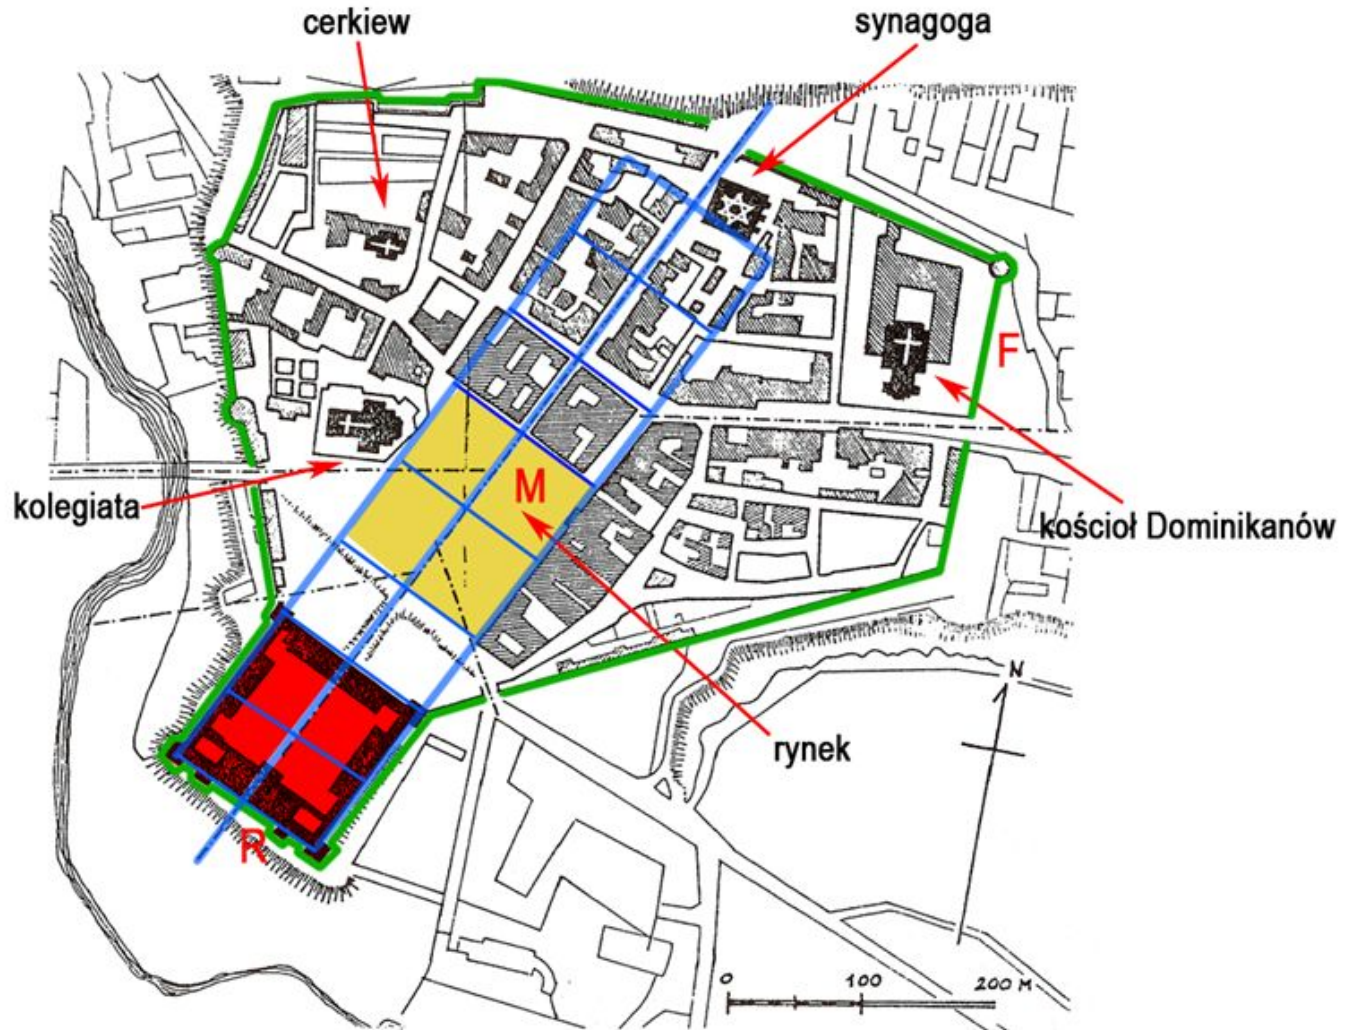 cerkiew
synagoga
F
M
kolegiata
kościół Dominikanów
N
rynek
R
0 100 200 M